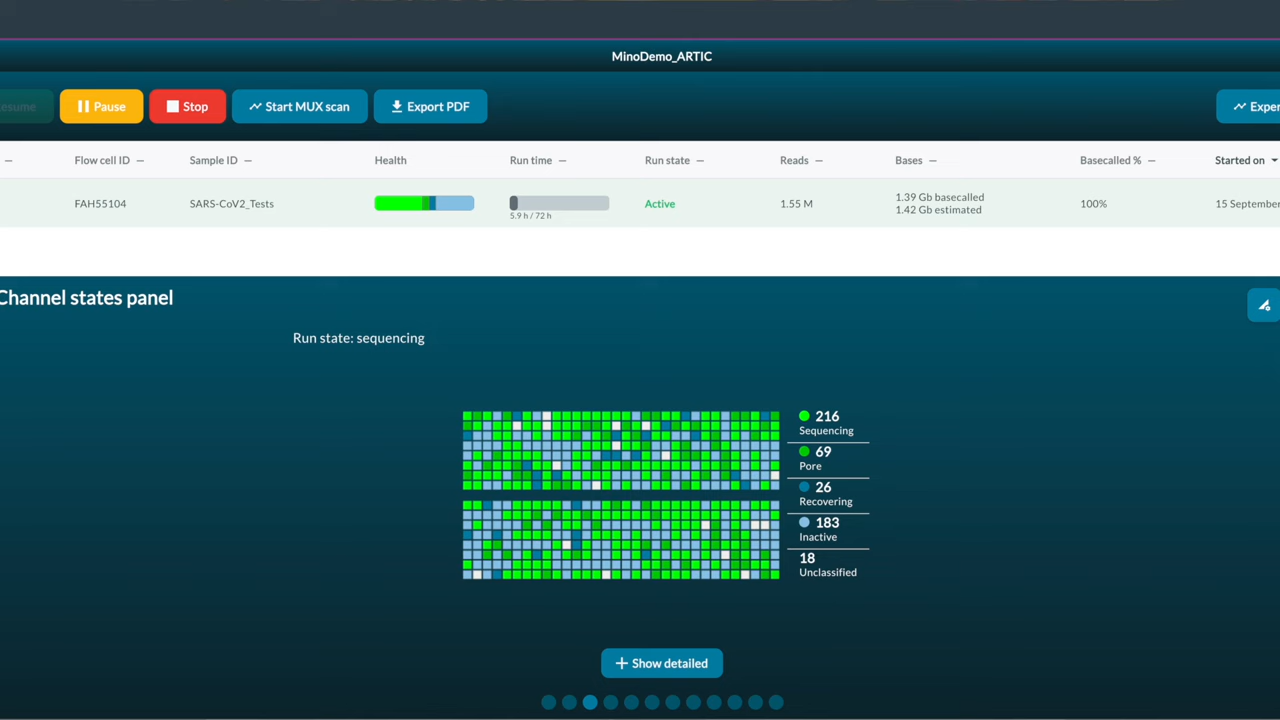 MinoDemo_ARTIC
esume
Pause
Stop
Start MUX scan
Export PDF
Exper
Flow cell ID
Sample ID
Health
Run time
Run state
Reads
Bases
Basecalled %
Started on
FAH55104
SARS-CoV2_Tests
5.9 h / 72 h
Active
1.55 M
1.39 Gb basecalled
1.42 Gb estimated
100%
15 September
Channel states panel
Run state: sequencing
216
Sequencing
69
Pore
26
Recovering
183
Inactive
18
Unclassified
Show detailed